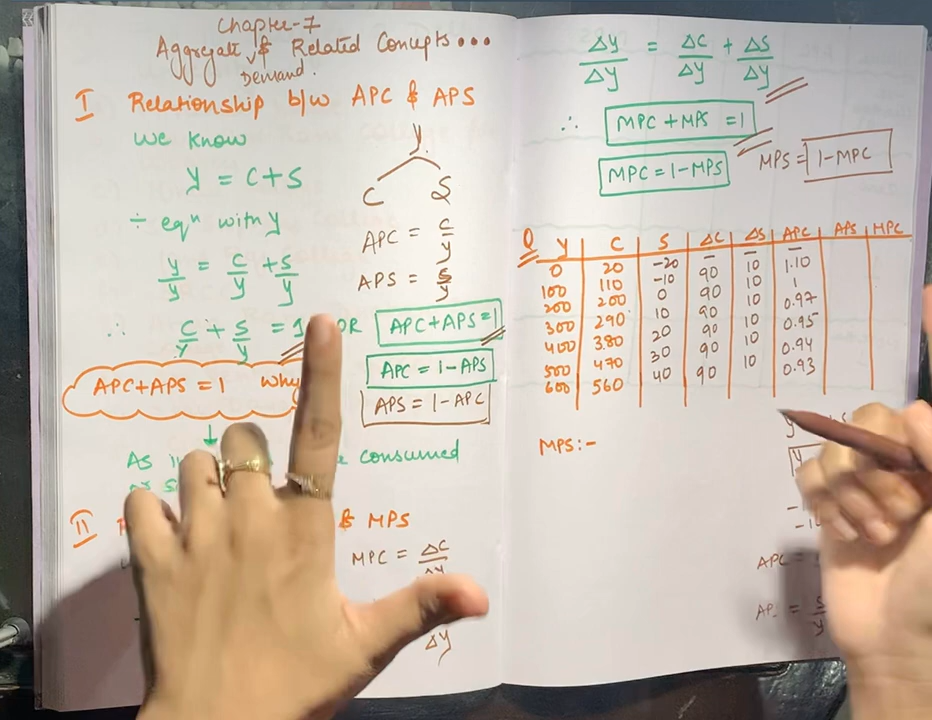 Chapter-7
Aggregate & Related Concepts...
Demand.
I Relationship b/w APC & APS
we know
y = C+S
÷ eqⁿ with y
y/y = C/y + S/y
∴ C/y + S/y = 1 OR APC+APS=1
APC = 1-APS
APS = 1-APC
y
C S
APC = C/y
APS = S/y
APC+APS = 1 why
consumed
II & MPS
MPC = ΔC/ΔY
Δy
Δy/Δy = ΔC/Δy + ΔS/Δy
∴ MPC+MPS = 1
MPC = 1-MPS
MPS = 1-MPC
Q Y C S ΔC ΔS APC APS MPC
0 20 -20 - - -
100 110 -10 90 10 1.10
200 200 0 90 10 1
300 290 10 90 10 0.97
400 380 20 90 10 0.95
500 470 30 90 10 0.94
600 560 40 90 10 0.93
MPS:-
APC =